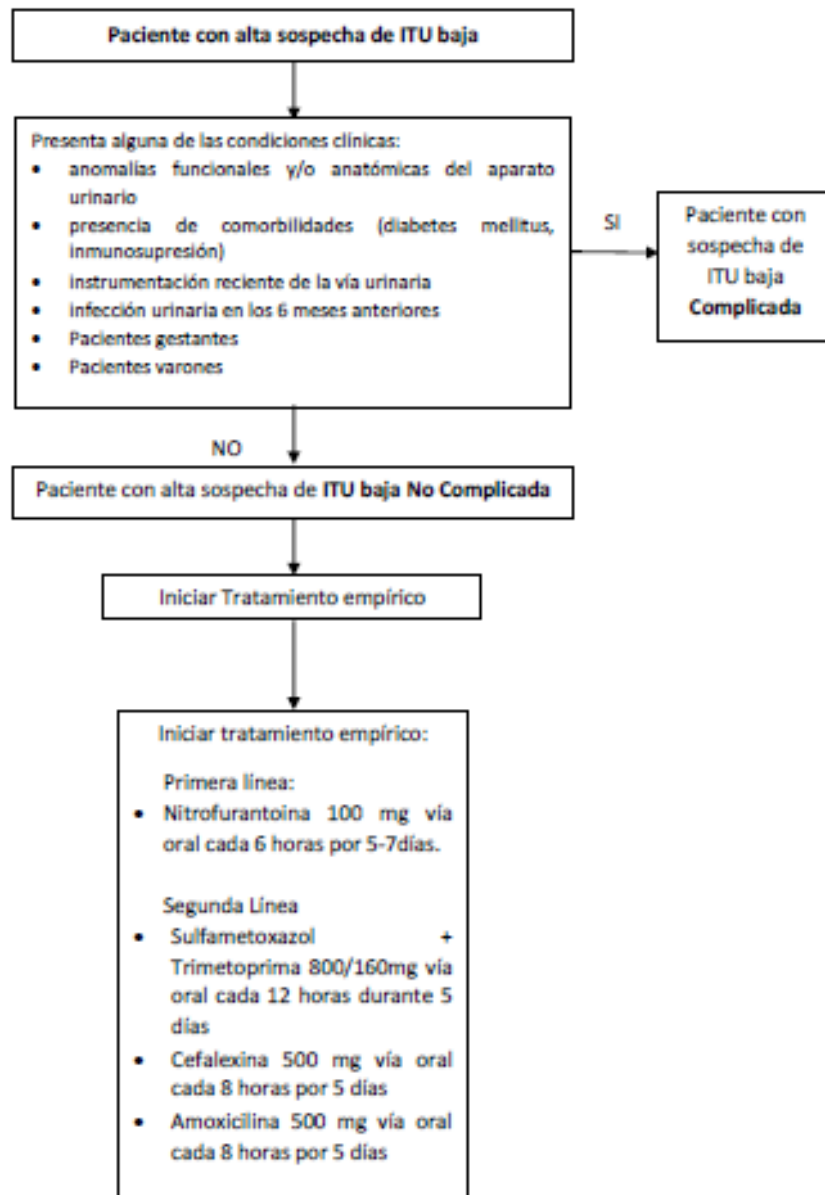 Paciente con alta sospecha de ITU baja
Presenta alguna de las condiciones clínicas:
• anomalías funcionales y/o anatómicas del aparato
urinario
• presencia de comorbilidades (diabetes mellitus,
inmunosupresión)
• instrumentación reciente de la vía urinaria
• infección urinaria en los 6 meses anteriores
• Pacientes gestantes
• Pacientes varones
SI
Paciente con
sospecha de
ITU baja
Complicada
NO
Paciente con alta sospecha de ITU baja No Complicada
Iniciar Tratamiento empírico
Iniciar tratamiento empírico:
Primera línea:
• Nitrofurantoina 100 mg vía
oral cada 6 horas por 5-7días.
Segunda Línea
• Sulfametoxazol +
Trimetoprima 800/160mg vía
oral cada 12 horas durante 5
días
• Cefalexina 500 mg vía oral
cada 8 horas por 5 días
• Amoxicilina 500 mg vía oral
cada 8 horas por 5 días